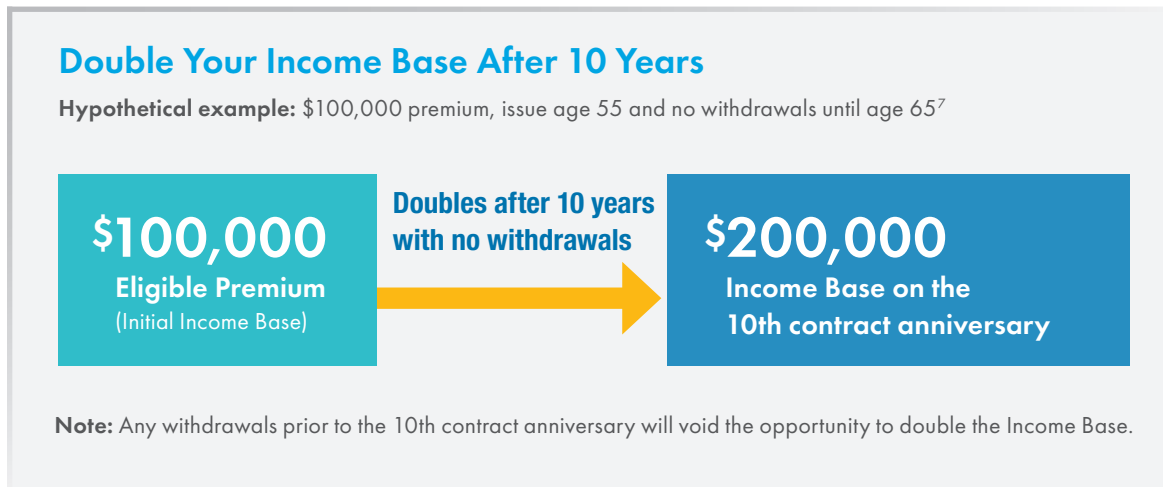 Double Your Income Base After 10 Years
Hypothetical example: $100,000 premium, issue age 55 and no withdrawals until age 65⁷
$100,000
Eligible Premium
(Initial Income Base)
Doubles after 10 years
with no withdrawals
$200,000
Income Base on the
10th contract anniversary
Note: Any withdrawals prior to the 10th contract anniversary will void the opportunity to double the Income Base.